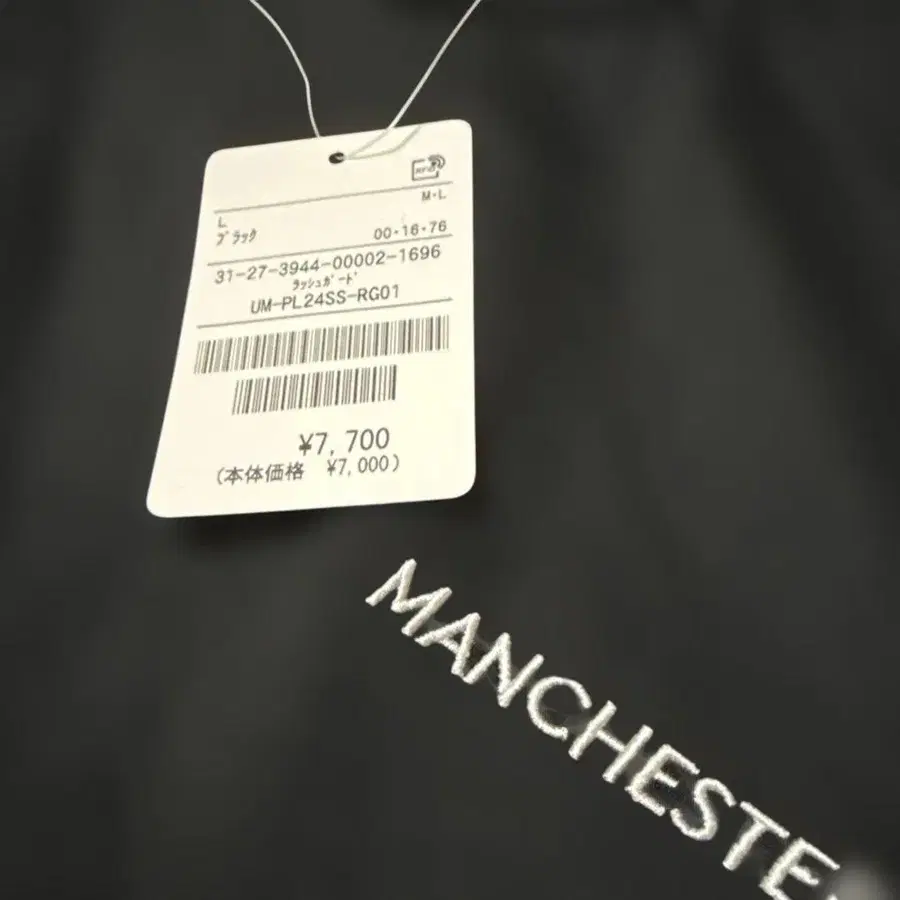 RFID
M・L
L
ブラック 00・16・76
31-27-3944-00002-1696
ラッシュガード
UM-PL24SS-RG01
¥7,700
(本体価格 ¥7,000)
MANCHESTE